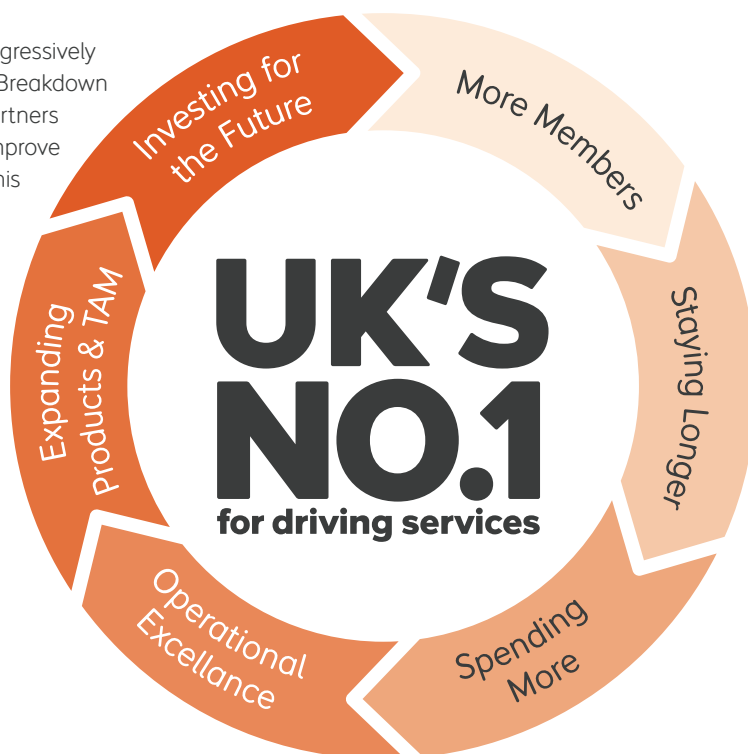 gressively
Breakdown
rtners
nprove
his
Investing for
the Future
More Members
Staying Longer
Spending
More
Operational
Excellance
Expanding
Products & TAM
UK'S
NO.1
for driving services